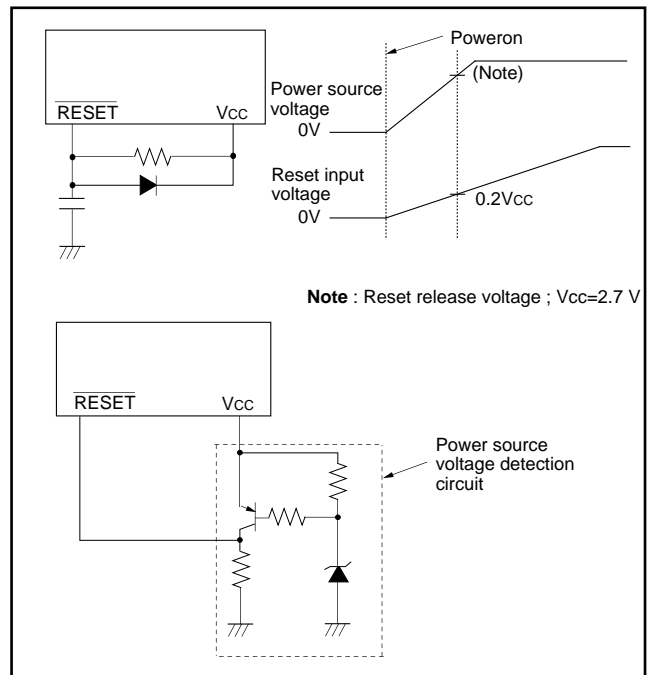 Poweron
(Note)
Power source
voltage
0V
RESET
Vcc
Reset input
voltage
0V
0.2Vcc
Note : Reset release voltage ; Vcc=2.7 V
RESET
Vcc
Power source
voltage detection
circuit